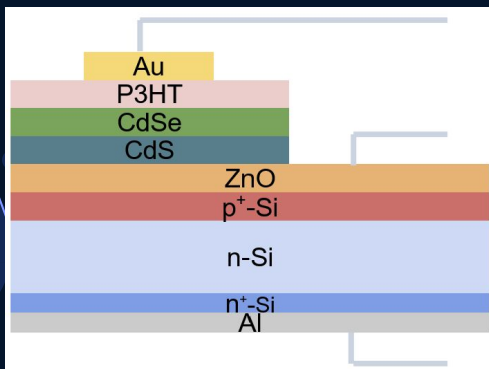 Au
P3HT
CdSe
CdS
ZnO
p⁺-Si
n-Si
n⁺-Si
Al